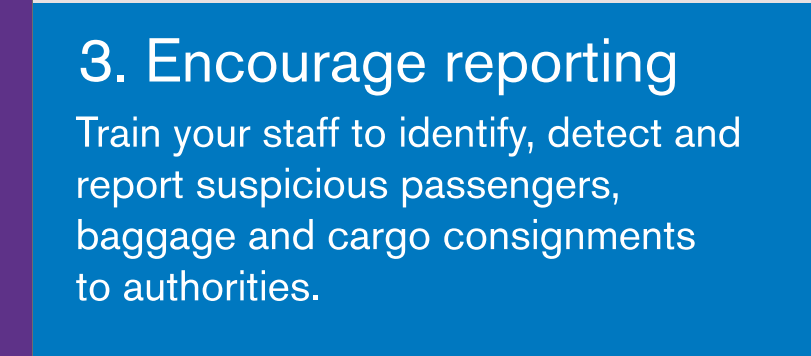 3. Encourage reporting
Train your staff to identify, detect and
report suspicious passengers,
baggage and cargo consignments
to authorities.